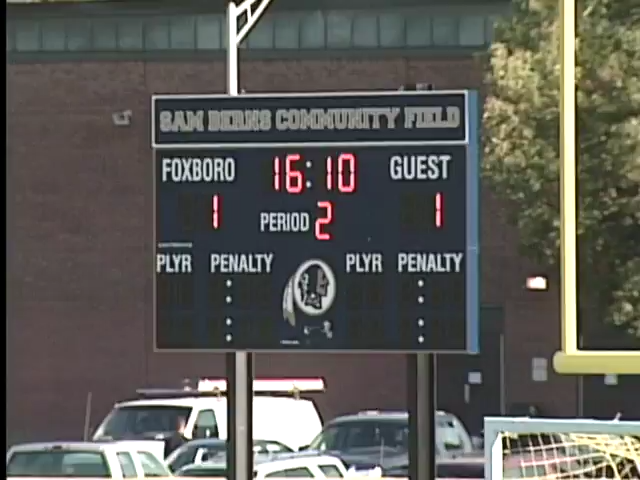 SAM BERNS COMMUNITY FIELD
FOXBORO 16:10 GUEST
1 PERIOD 2 1
PLYR PENALTY PLYR PENALTY
: :
: :